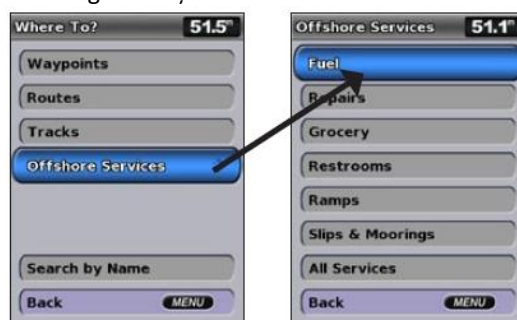 Where To? 51.5"
Waypoints
Routes
Tracks
Offshore Services
Search by Name
Back MENU
Offshore Services 51.1"
Fuel
Repairs
Grocery
Restrooms
Ramps
Slips & Moorings
All Services
Back MENU